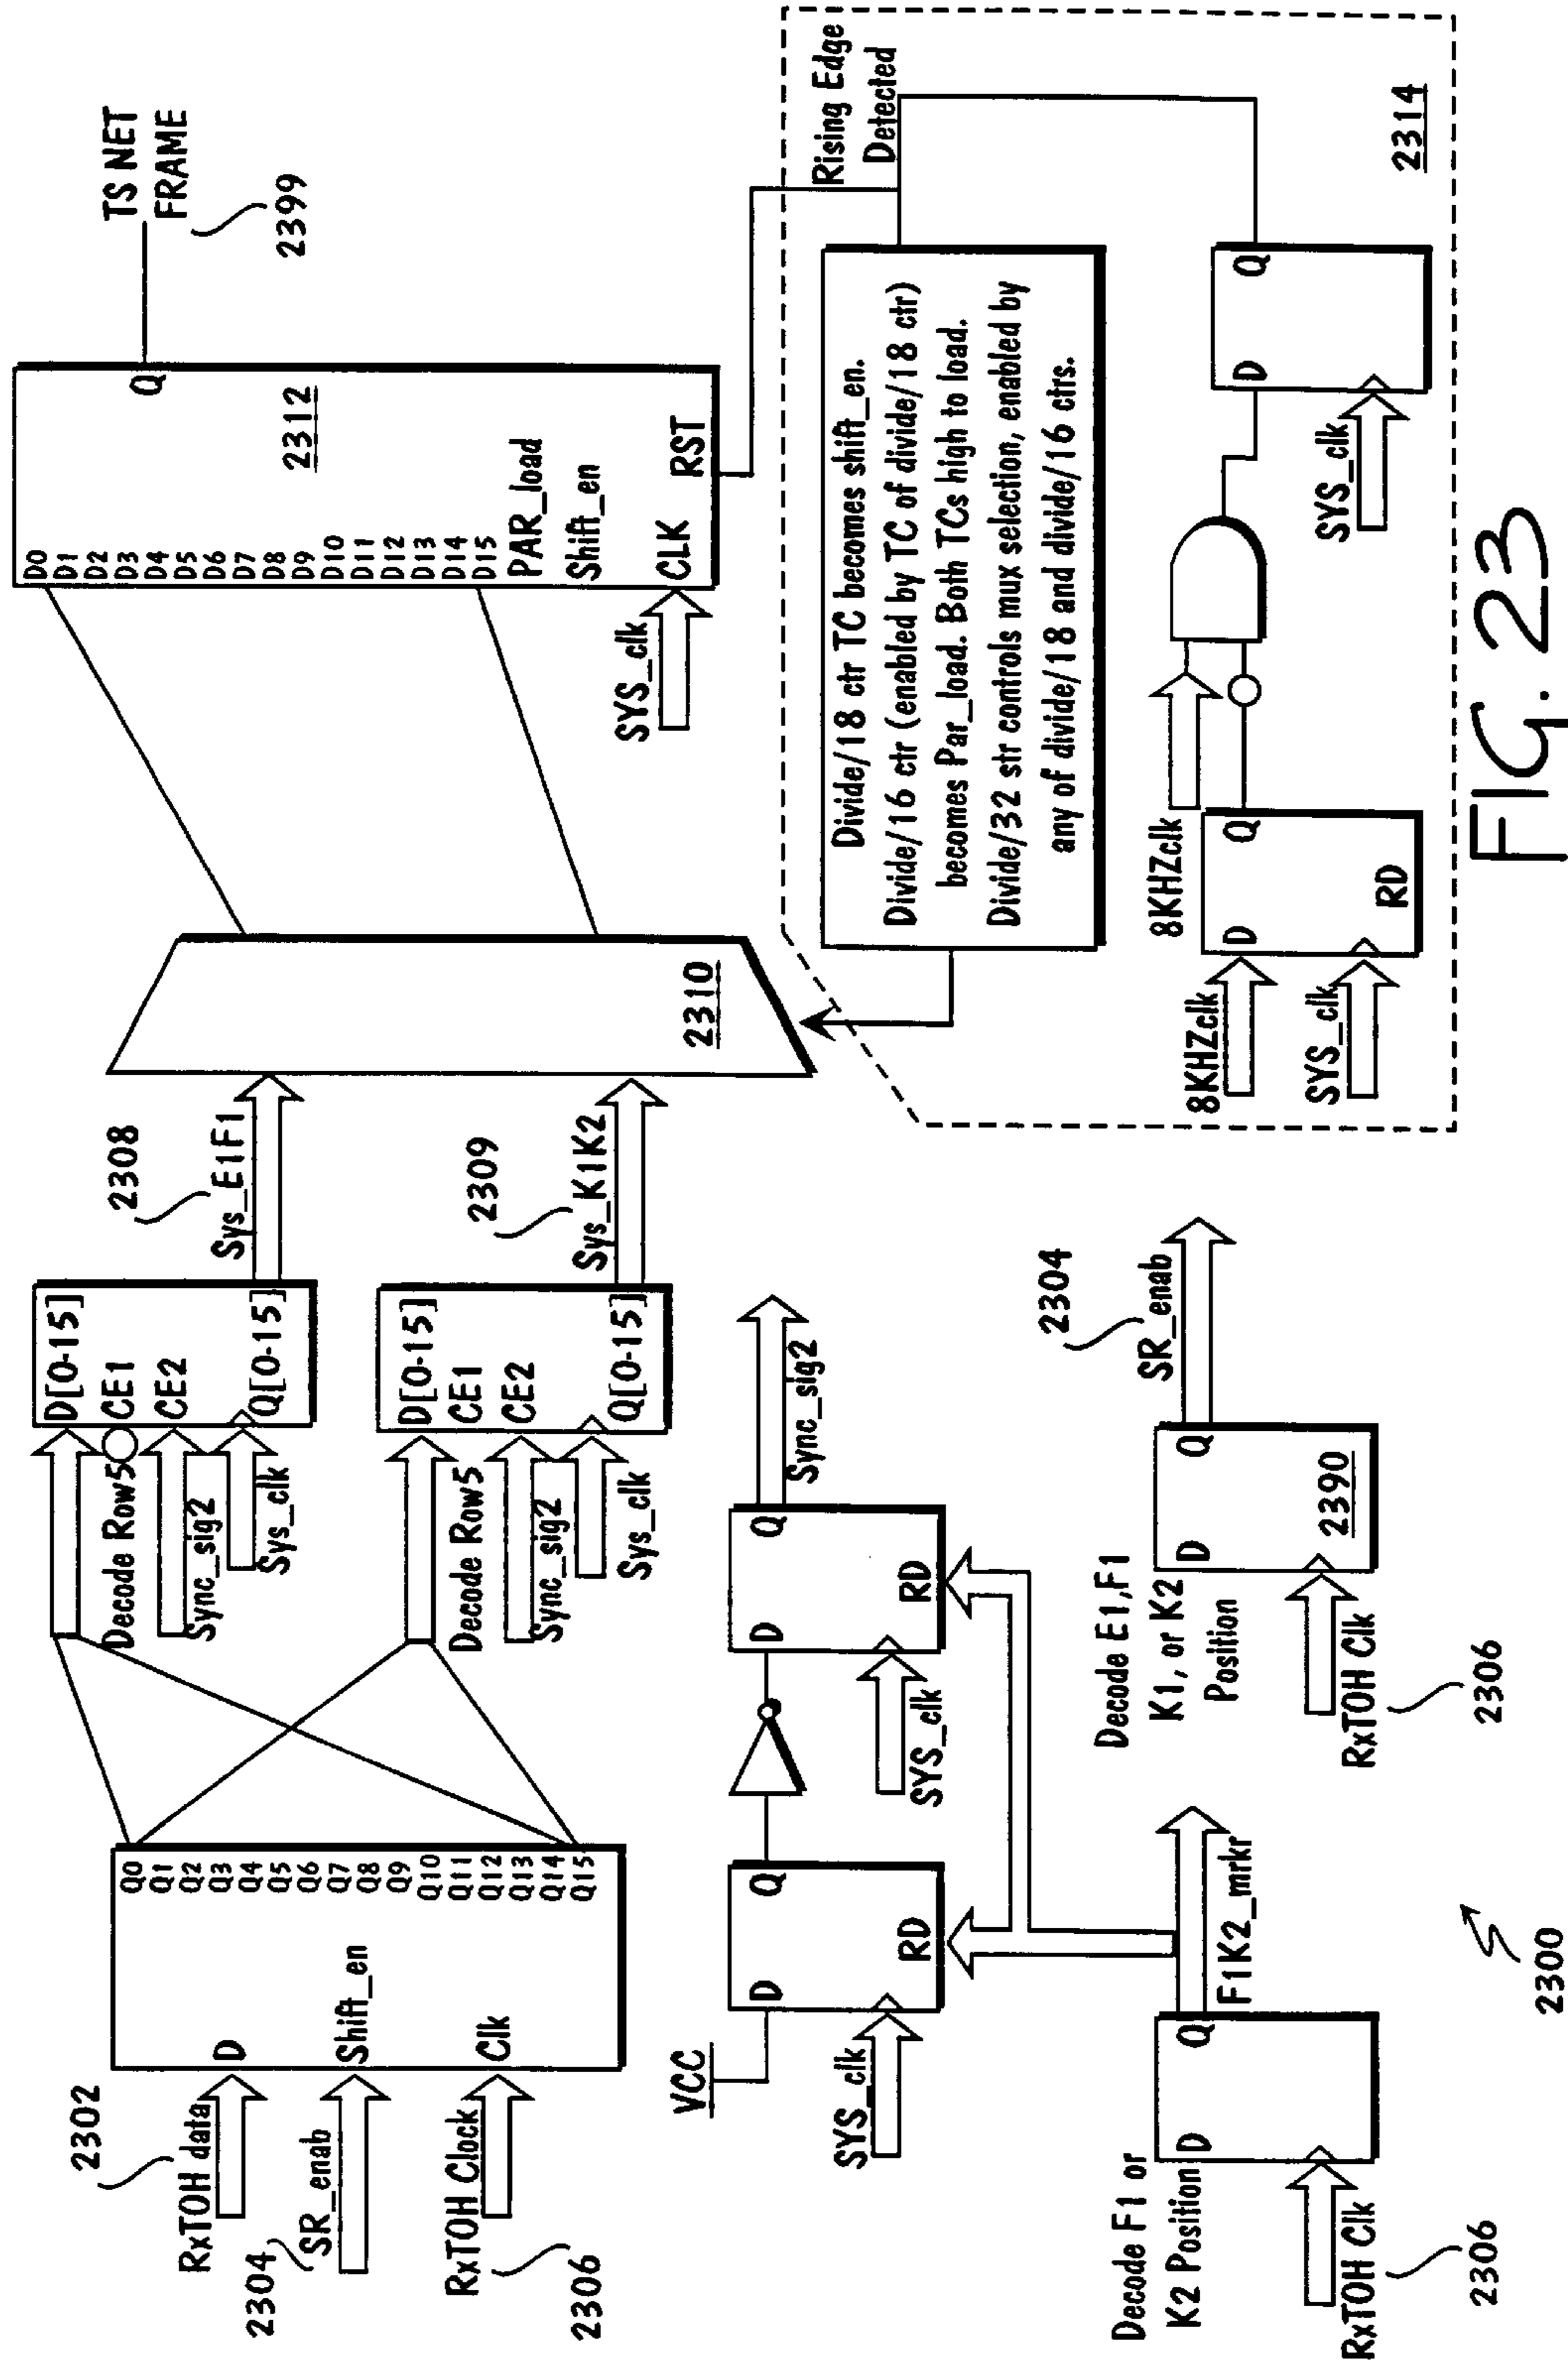 2302
RxTOH data
2304
SR_enab
RxTOH Clock
2306
D
Shift_en
Clk
Q0
Q1
Q2
Q3
Q4
Q5
Q6
Q7
Q8
Q9
Q10
Q11
Q12
Q13
Q14
Q15
Decode Row5
Sync_sig2
Sys_clk
D[0-15]
CE1
CE2
Q[0-15]
2308
Sys_E1F1
Decode Row5
Sync_sig2
Sys_clk
D[0-15]
CE1
CE2
Q[0-15]
2309
Sys_K1K2
2310
D0
D1
D2
D3
D4
D5
D6
D7
D8
D9
D10
D11
D12
D13
D14
D15
PAR_load
Shift_en
CLK
RST
Q
2312
SYS_clk
TS NET
FRAME
2399
VCC
SYS_clk
D
Q
RD
SYS_clk
D
Q
RD
Sync_sig2
Decode F1 or
K2 Position
RxTOH Clk
2306
D
Q
F1K2_mrkr
Decode E1,F1
K1, or K2
Position
RxTOH Clk
2306
D
Q
2390
SR_enab
2304
Rising Edge
Detected
Divide/18 ctr TC becomes shift_en.
Divide/16 ctr (enabled by TC of divide/18 ctr)
becomes Par_load. Both TCs high to load.
Divide/32 str controls mux selection, enabled by
any of divide/18 and divide/16 ctrs.
8KHZclk
SYS_clk
D
Q
RD
8KHZclk
SYS_clk
D
Q
2314
2300
FIG. 23